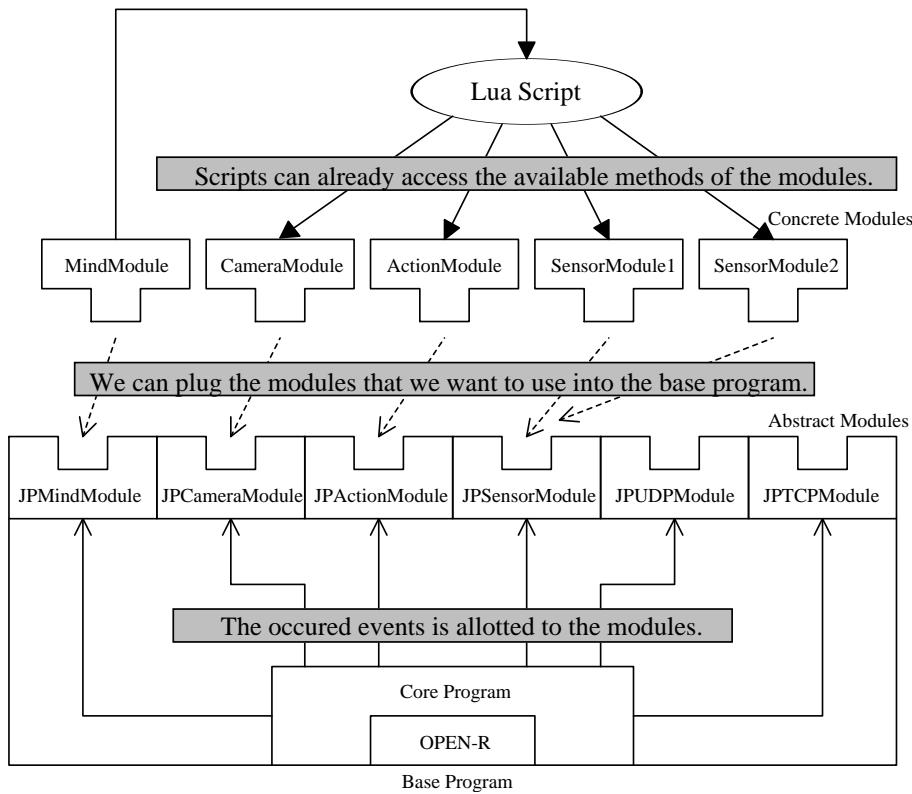 Lua Script
Scripts can already access the available methods of the modules.
Concrete Modules
MindModule
CameraModule
ActionModule
SensorModule1
SensorModule2
We can plug the modules that we want to use into the base program.
Abstract Modules
JPMindModule
JPCameraModule
JPActionModule
JPSensorModule
JPUDPModule
JPTCPModule
The occured events is allotted to the modules.
Core Program
OPEN-R
Base Program